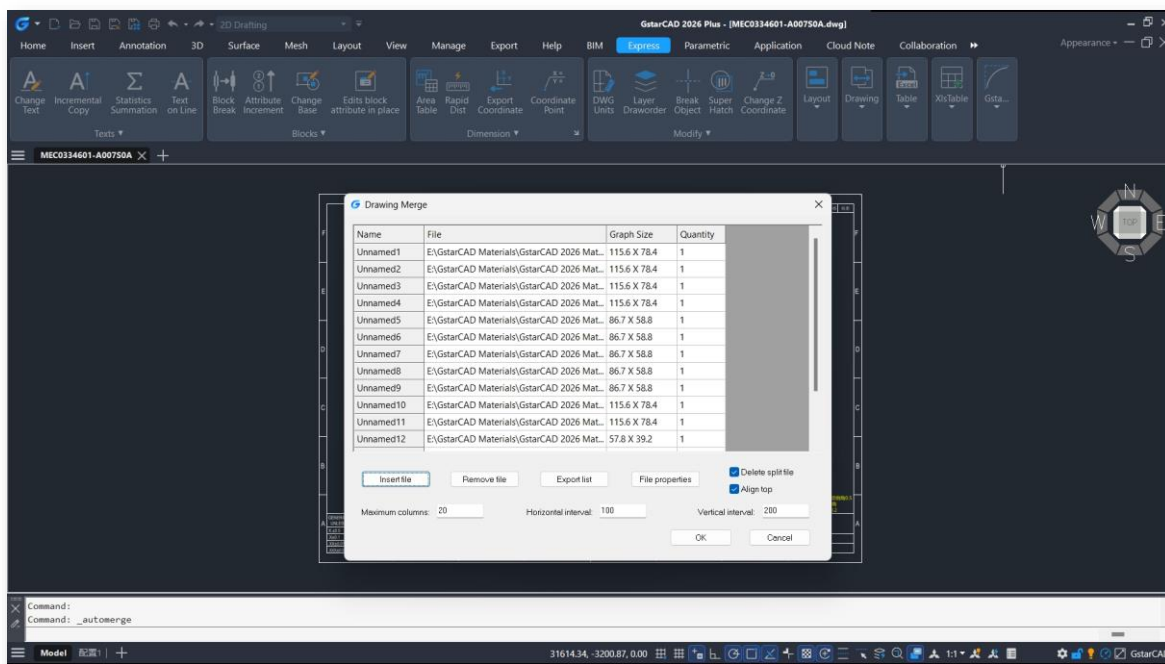 2D Drafting
GstarCAD 2026 Plus - [MEC0334601-A00750A.dwg]
Home Insert Annotation 3D Surface Mesh Layout View Manage Export Help BIM Express Parametric Application Cloud Note Collaboration
Appearance
Change Text
Incremental Copy
Statistics Summation
Text on Line
Block Break
Attribute Increment
Change Base
Edits block attribute in place
Area Table
Rapid Dist
Export Coordinate
Coordinate Point
DWG Units
Layer Draworder
Break Object
Super Hatch
Change Z Coordinate
Layout
Drawing
Table
XlsTable
Gsta...
Texts Blocks Dimension Modify
MEC0334601-A00750A
N
W TOP E
S
Drawing Merge
Name File Graph Size Quantity
Unnamed1 E:\GstarCAD Materials\GstarCAD 2026 Mat... 115.6 X 78.4 1
Unnamed2 E:\GstarCAD Materials\GstarCAD 2026 Mat... 115.6 X 78.4 1
Unnamed3 E:\GstarCAD Materials\GstarCAD 2026 Mat... 115.6 X 78.4 1
Unnamed4 E:\GstarCAD Materials\GstarCAD 2026 Mat... 115.6 X 78.4 1
Unnamed5 E:\GstarCAD Materials\GstarCAD 2026 Mat... 86.7 X 58.8 1
Unnamed6 E:\GstarCAD Materials\GstarCAD 2026 Mat... 86.7 X 58.8 1
Unnamed7 E:\GstarCAD Materials\GstarCAD 2026 Mat... 86.7 X 58.8 1
Unnamed8 E:\GstarCAD Materials\GstarCAD 2026 Mat... 86.7 X 58.8 1
Unnamed9 E:\GstarCAD Materials\GstarCAD 2026 Mat... 86.7 X 58.8 1
Unnamed10 E:\GstarCAD Materials\GstarCAD 2026 Mat... 115.6 X 78.4 1
Unnamed11 E:\GstarCAD Materials\GstarCAD 2026 Mat... 115.6 X 78.4 1
Unnamed12 E:\GstarCAD Materials\GstarCAD 2026 Mat... 57.8 X 39.2 1
Insert file Remove file Export list File properties Delete split file
Align top
Maximum columns: 20 Horizontal interval: 100 Vertical interval: 200
OK Cancel
Command:
Command: _automerge
Model 配置1 31614.34, -3200.87, 0.00 1:1 GstarCAD